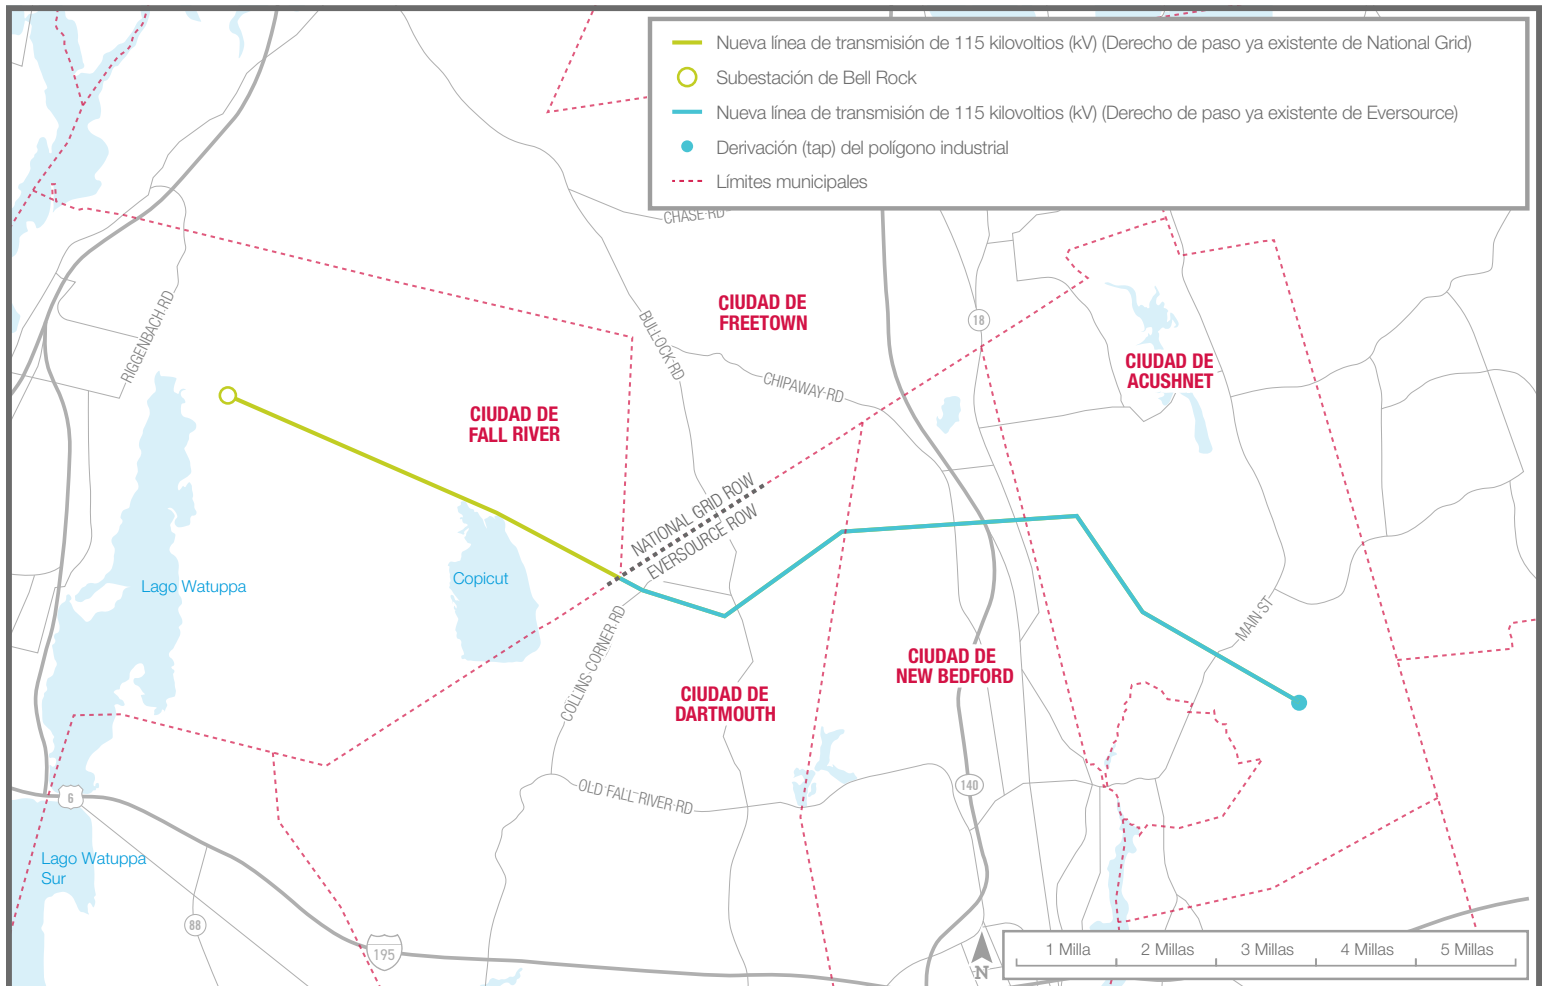 Nueva línea de transmisión de 115 kilovoltios (kV) (Derecho de paso ya existente de National Grid)
Subestación de Bell Rock
Nueva línea de transmisión de 115 kilovoltios (kV) (Derecho de paso ya existente de Eversource)
Derivación (tap) del polígono industrial
Límites municipales
CHASE RD
RIGGENBACH RD
BULLOCK RD
CIUDAD DE
FREETOWN
18
CIUDAD DE
ACUSHNET
CHIPAWAY RD
CIUDAD DE
FALL RIVER
NATIONAL GRID ROW
EVERSOURCE ROW
Lago Watuppa
Copicut
COLLINS CORNER RD
MAIN ST
CIUDAD DE
NEW BEDFORD
CIUDAD DE
DARTMOUTH
OLD FALL RIVER RD
140
6
Lago Watuppa
Sur
88
195
N
1 Milla
2 Millas
3 Millas
4 Millas
5 Millas